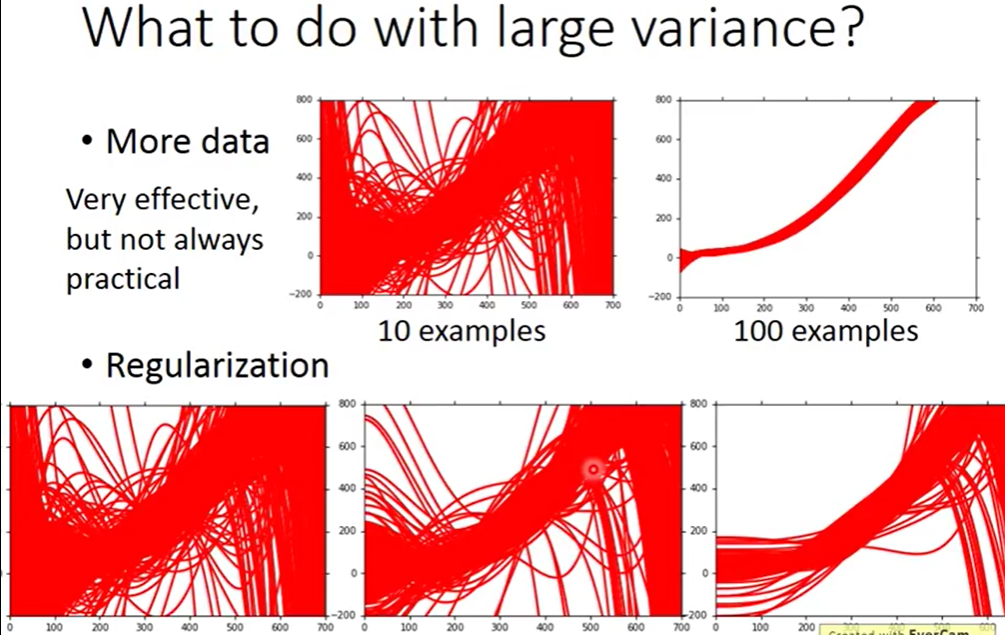 What to do with large variance?
• More data
Very effective,
but not always
practical
800
600
400
200
0
−200
0 100 200 300 400 500 600 700
10 examples
800
600
400
200
0
−200
0 100 200 300 400 500 600 700
100 examples
• Regularization
0 100 200 300 400 500 600 700
800
600
400
200
0
−200
0 100 200 300 400 500 600 700
800
600
400
200
0
−200
0 100 200 300 400 500 600
Created with EverCam